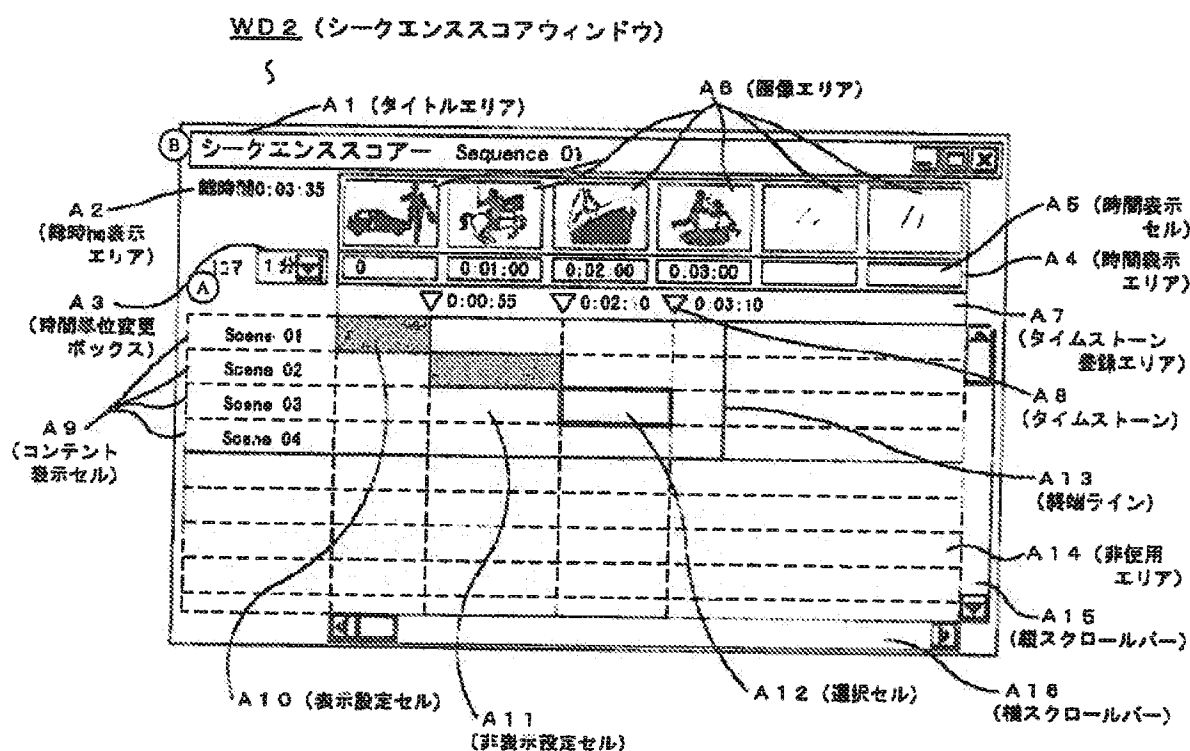 WD2 (シークエンススコアウィンドウ)
A1 (タイトルエリア)
A6 (画像エリア)
B
シークエンススコアー Sequence 01
総時間0:03:35
A2
エリア)
A5 (時間表示
セル)
0
0:01:00
0:02:00
0:03:00
A4 (時間表示
エリア)
1コマ 1分
A
A3
(時間単位変更
ボックス)
0:00:55
0:03:10
A7
(タイムストーン
登録エリア)
Scene 01
Scene 02
Scene 03
Scene 04
A8
(タイムストーン)
A9
(コンテント
表示セル)
A13
(終端ライン)
A14 (非使用
エリア)
A15
(縦スクロールバー)
A10 (表示設定セル)
A11
(非表示設定セル)
A12 (選択セル)
A16
(横スクロールバー)